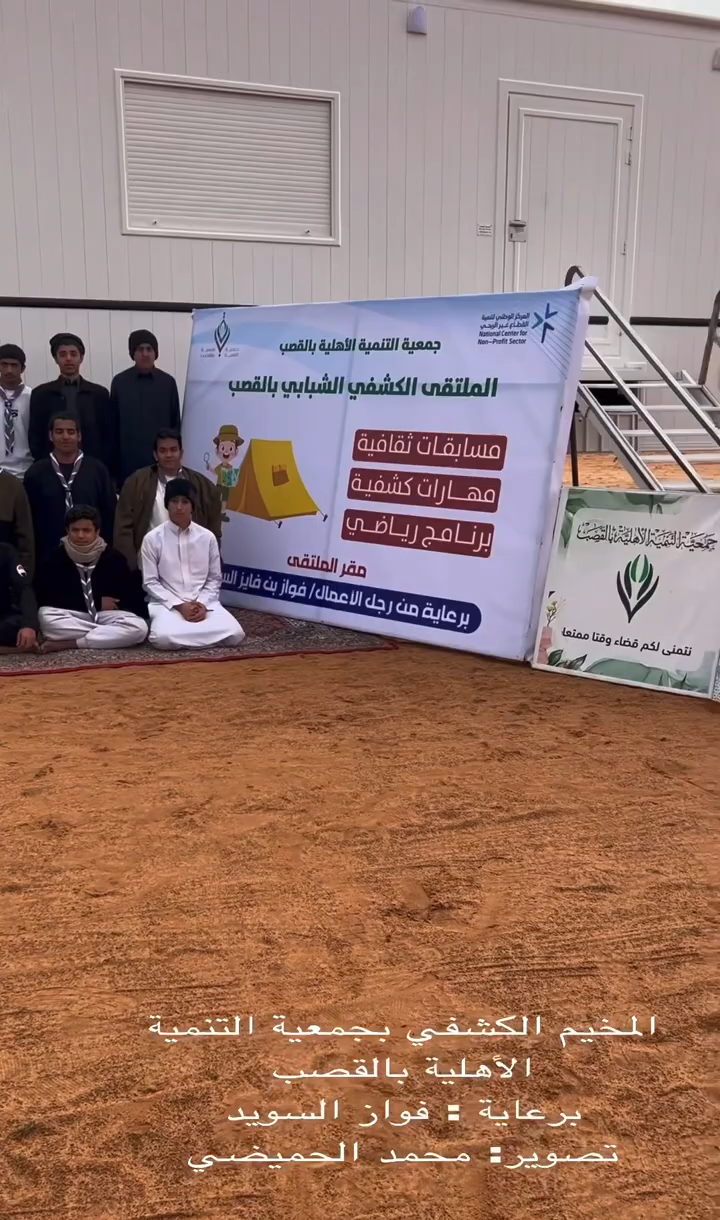 جمعية التنمية الأهلية بالقصب
المركز الوطني لتنمية
القطاع غير الربحي
National Center for
Non-Profit Sector
الملتقى الكشفي الشبابي بالقصب
مسابقات ثقافية
مهارات كشفية
برنامج رياضي
مقر الملتقى
برعاية من رجل الأعمال/ فواز بن فايز
جمعية التنمية الأهلية بالقصب
نتمنى لكم قضاء وقتا ممتعا
المخيم الكشفي بجمعية التنمية
الأهلية بالقصب
برعاية : فواز السويد
تصوير: محمد الحميضي